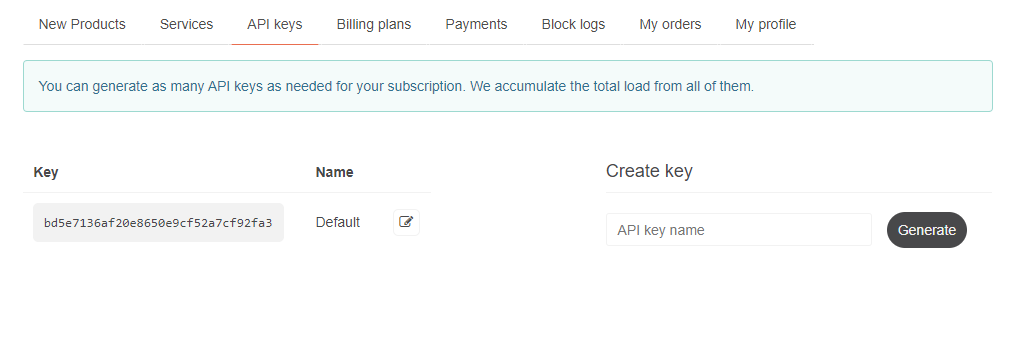 New Products Services API keys Billing plans Payments Block logs My orders My profile
You can generate as many API keys as needed for your subscription. We accumulate the total load from all of them.
Key Name
bd5e7136af20e8650e9cf52a7cf92fa3 Default
Create key
API key name Generate